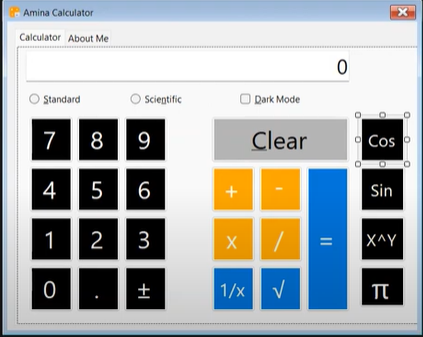 Amina Calculator
Calculator About Me
0
Standard Scientific Dark Mode
7 8 9 Clear Cos
4 5 6 + - Sin
1 2 3 x / = X^Y
0 . ± 1/x √ π